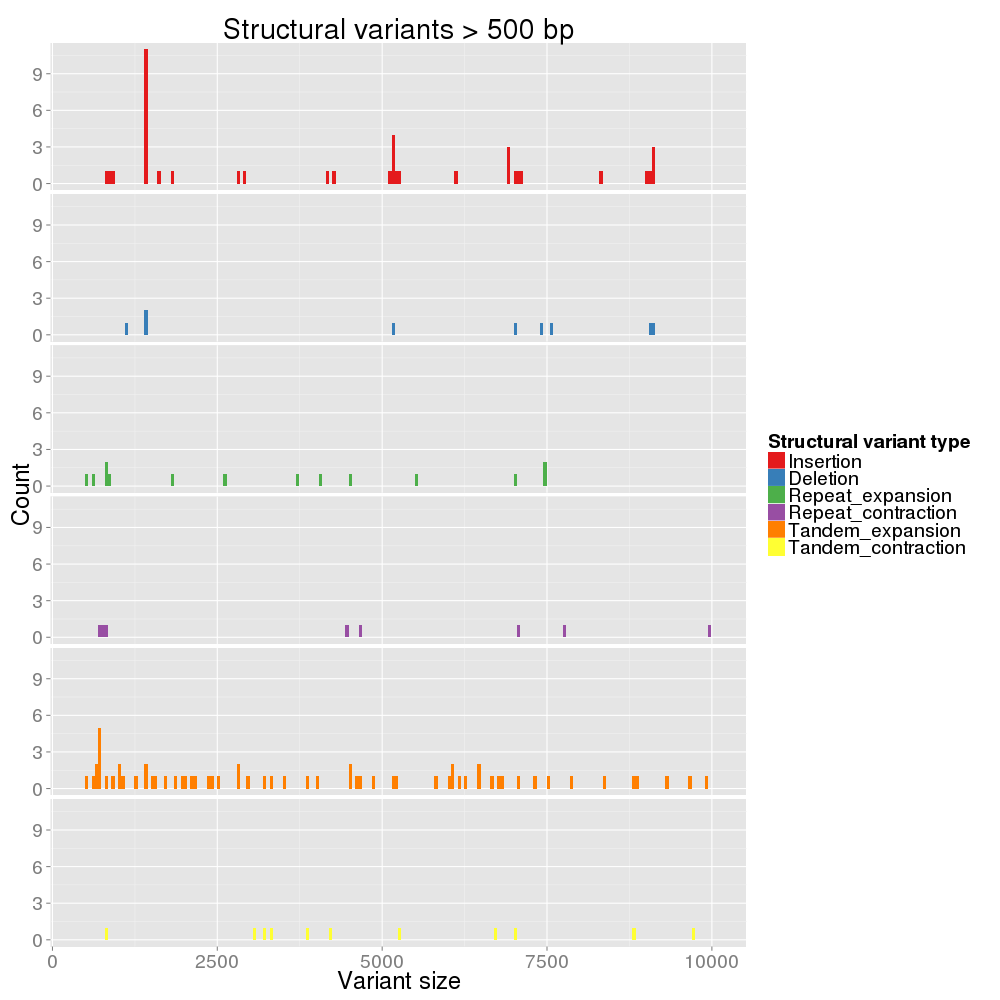 Structural variants > 500 bp
9
6
3
0
9
6
3
0
9
6
3
0
9
6
3
0
9
6
3
0
9
6
3
0
Count
0 2500 5000 7500 10000
Variant size
Structural variant type
Insertion
Deletion
Repeat_expansion
Repeat_contraction
Tandem_expansion
Tandem_contraction